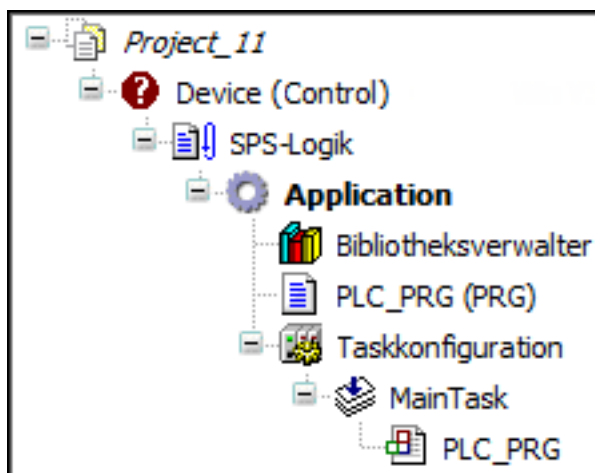 Project_11
Device (Control)
SPS-Logik
Application
Bibliotheksverwalter
PLC_PRG (PRG)
Taskkonfiguration
MainTask
PLC_PRG